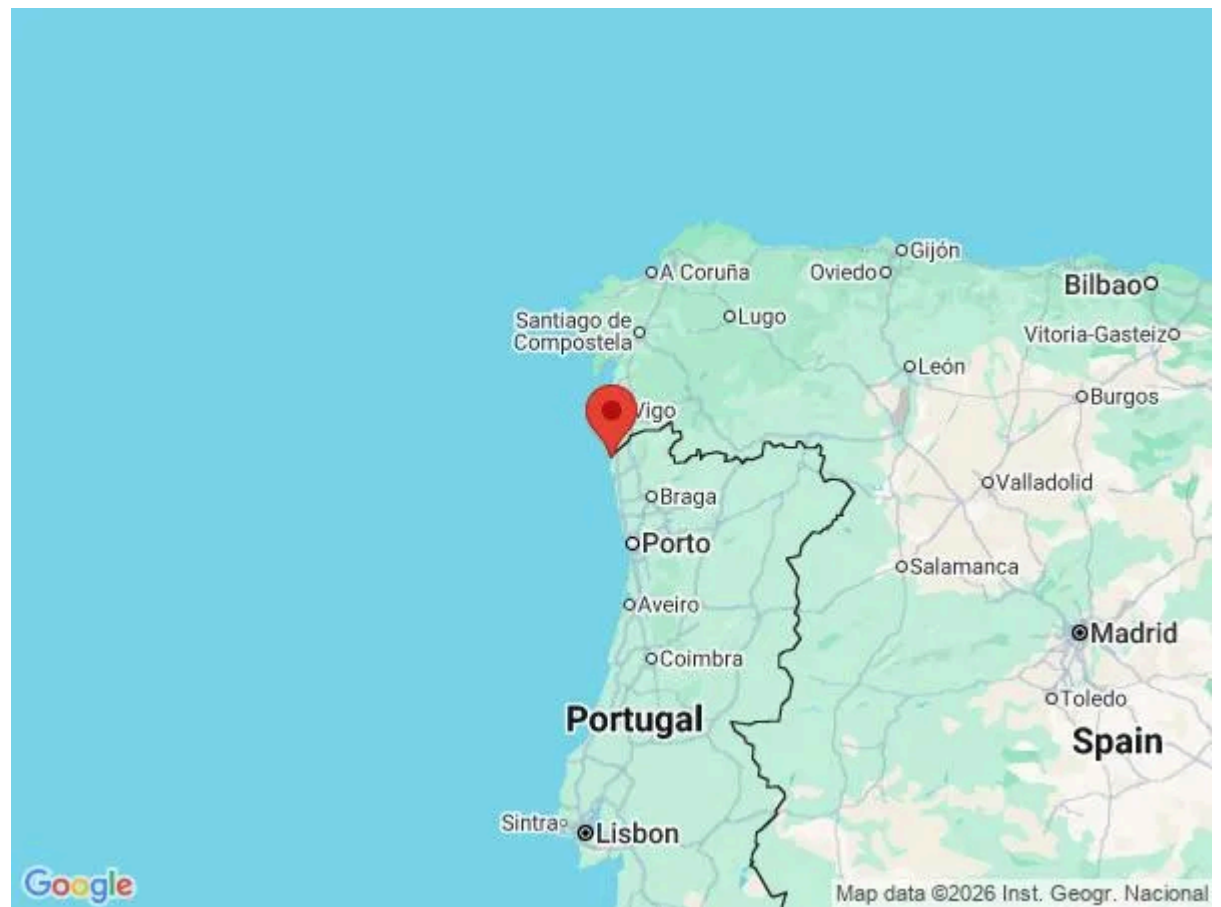 Gijón
A Coruña
Oviedo
Bilbao
Lugo
Santiago de
Compostela
Vitoria-Gasteiz
León
Burgos
Vigo
Valladolid
Braga
Porto
Salamanca
Aveiro
Madrid
Coimbra
Toledo
Portugal
Spain
Sintra
Lisbon
Google
Map data ©2026 Inst. Geogr. Nacional